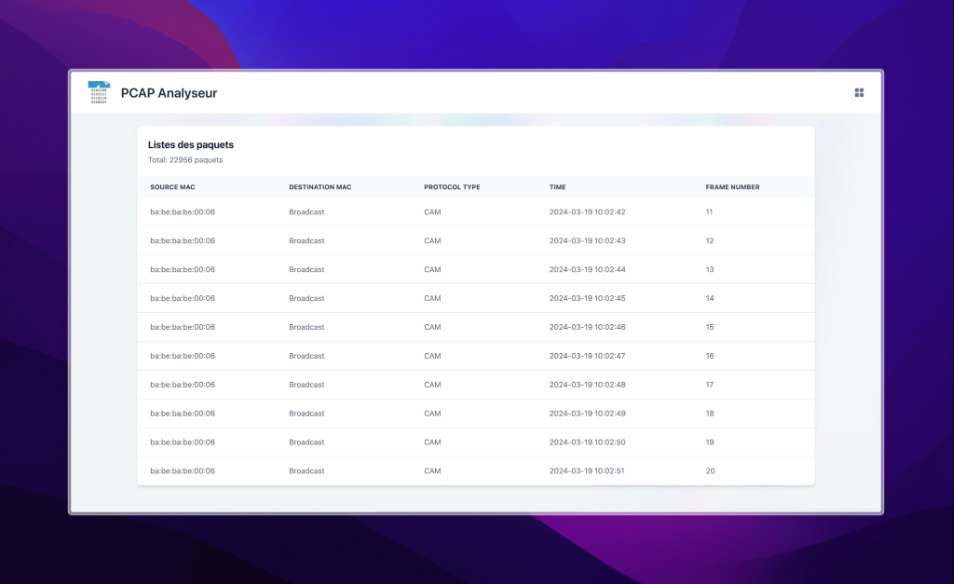 PCAP Analyseur
Listes des paquets
Total: 22956 paquets
SOURCE MAC DESTINATION MAC PROTOCOL TYPE TIME FRAME NUMBER
ba:be:ba:be:00:06 Broadcast CAM 2024-03-19 10:02:42 11
ba:be:ba:be:00:06 Broadcast CAM 2024-03-19 10:02:43 12
ba:be:ba:be:00:06 Broadcast CAM 2024-03-19 10:02:44 13
ba:be:ba:be:00:06 Broadcast CAM 2024-03-19 10:02:45 14
ba:be:ba:be:00:06 Broadcast CAM 2024-03-19 10:02:46 15
ba:be:ba:be:00:06 Broadcast CAM 2024-03-19 10:02:47 16
ba:be:ba:be:00:06 Broadcast CAM 2024-03-19 10:02:48 17
ba:be:ba:be:00:06 Broadcast CAM 2024-03-19 10:02:49 18
ba:be:ba:be:00:06 Broadcast CAM 2024-03-19 10:02:50 19
ba:be:ba:be:00:06 Broadcast CAM 2024-03-19 10:02:51 20